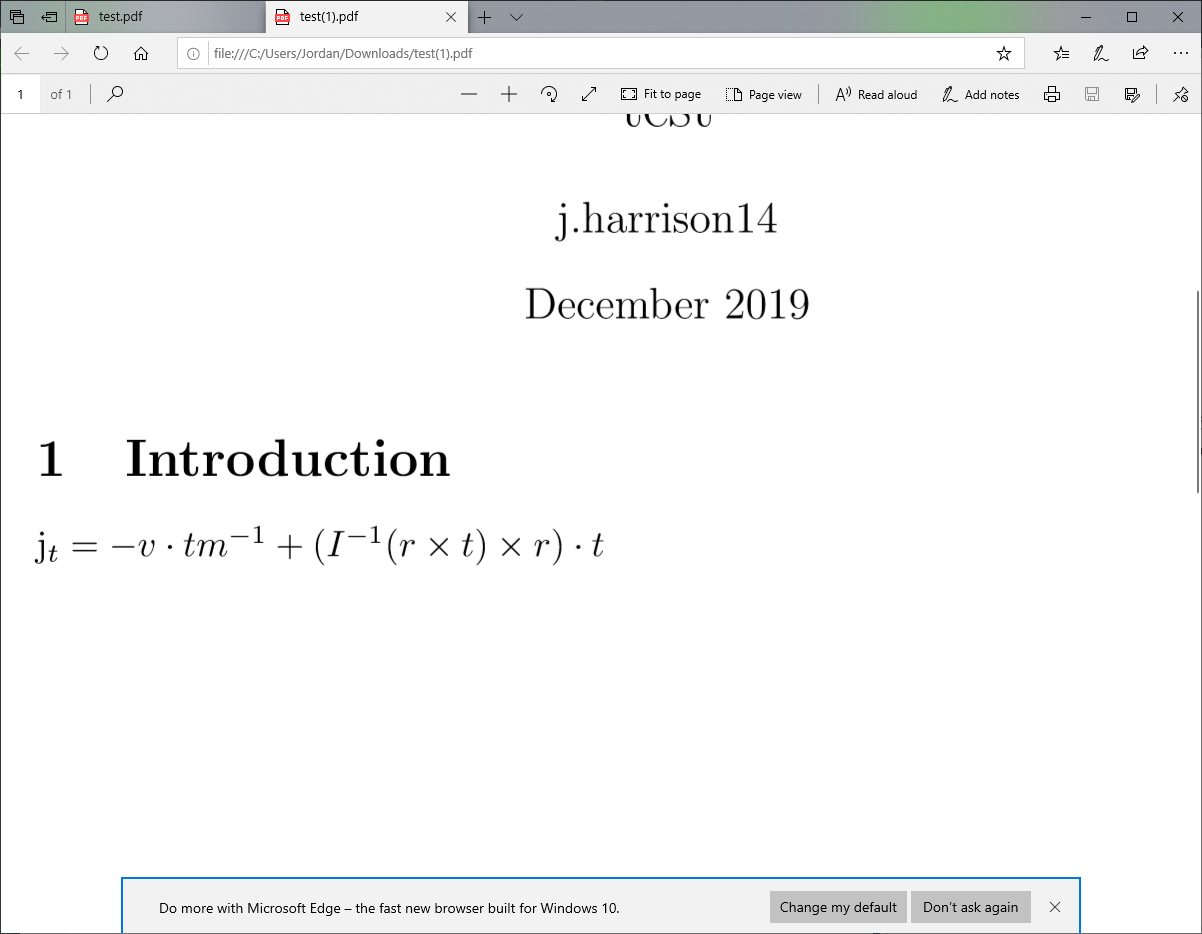 test.pdf
test(1).pdf
file:///C:/Users/Jordan/Downloads/test(1).pdf
1 of 1
Fit to page
Page view
Read aloud
Add notes
j.harrison14
December 2019
1 Introduction
jₜ = −v · tm⁻¹ + (I⁻¹(r × t) × r) · t
Do more with Microsoft Edge – the fast new browser built for Windows 10.
Change my default
Don't ask again